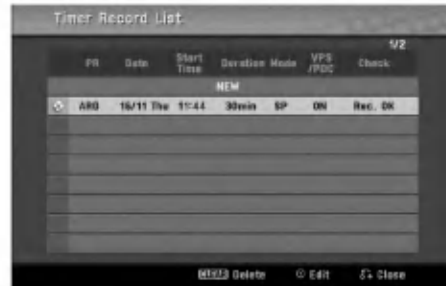 Timer Record List
1/2
PR Date Start Time Duration Mode VPS /PDC Check
NEW
ARD 16/11 Thu 11:44 30min SP ON Rec. OK
CLEAR Delete Edit Close